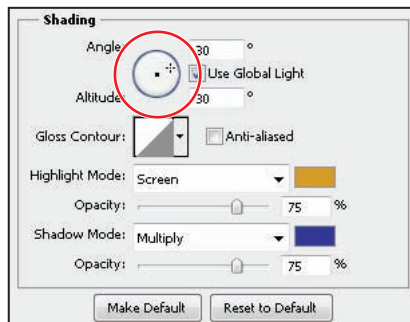 Shading
Angle: 30 °
Use Global Light
Altitude: 30 °
Gloss Contour: Anti-aliased
Highlight Mode: Screen
Opacity: 75 %
Shadow Mode: Multiply
Opacity: 75 %
Make Default Reset to Default